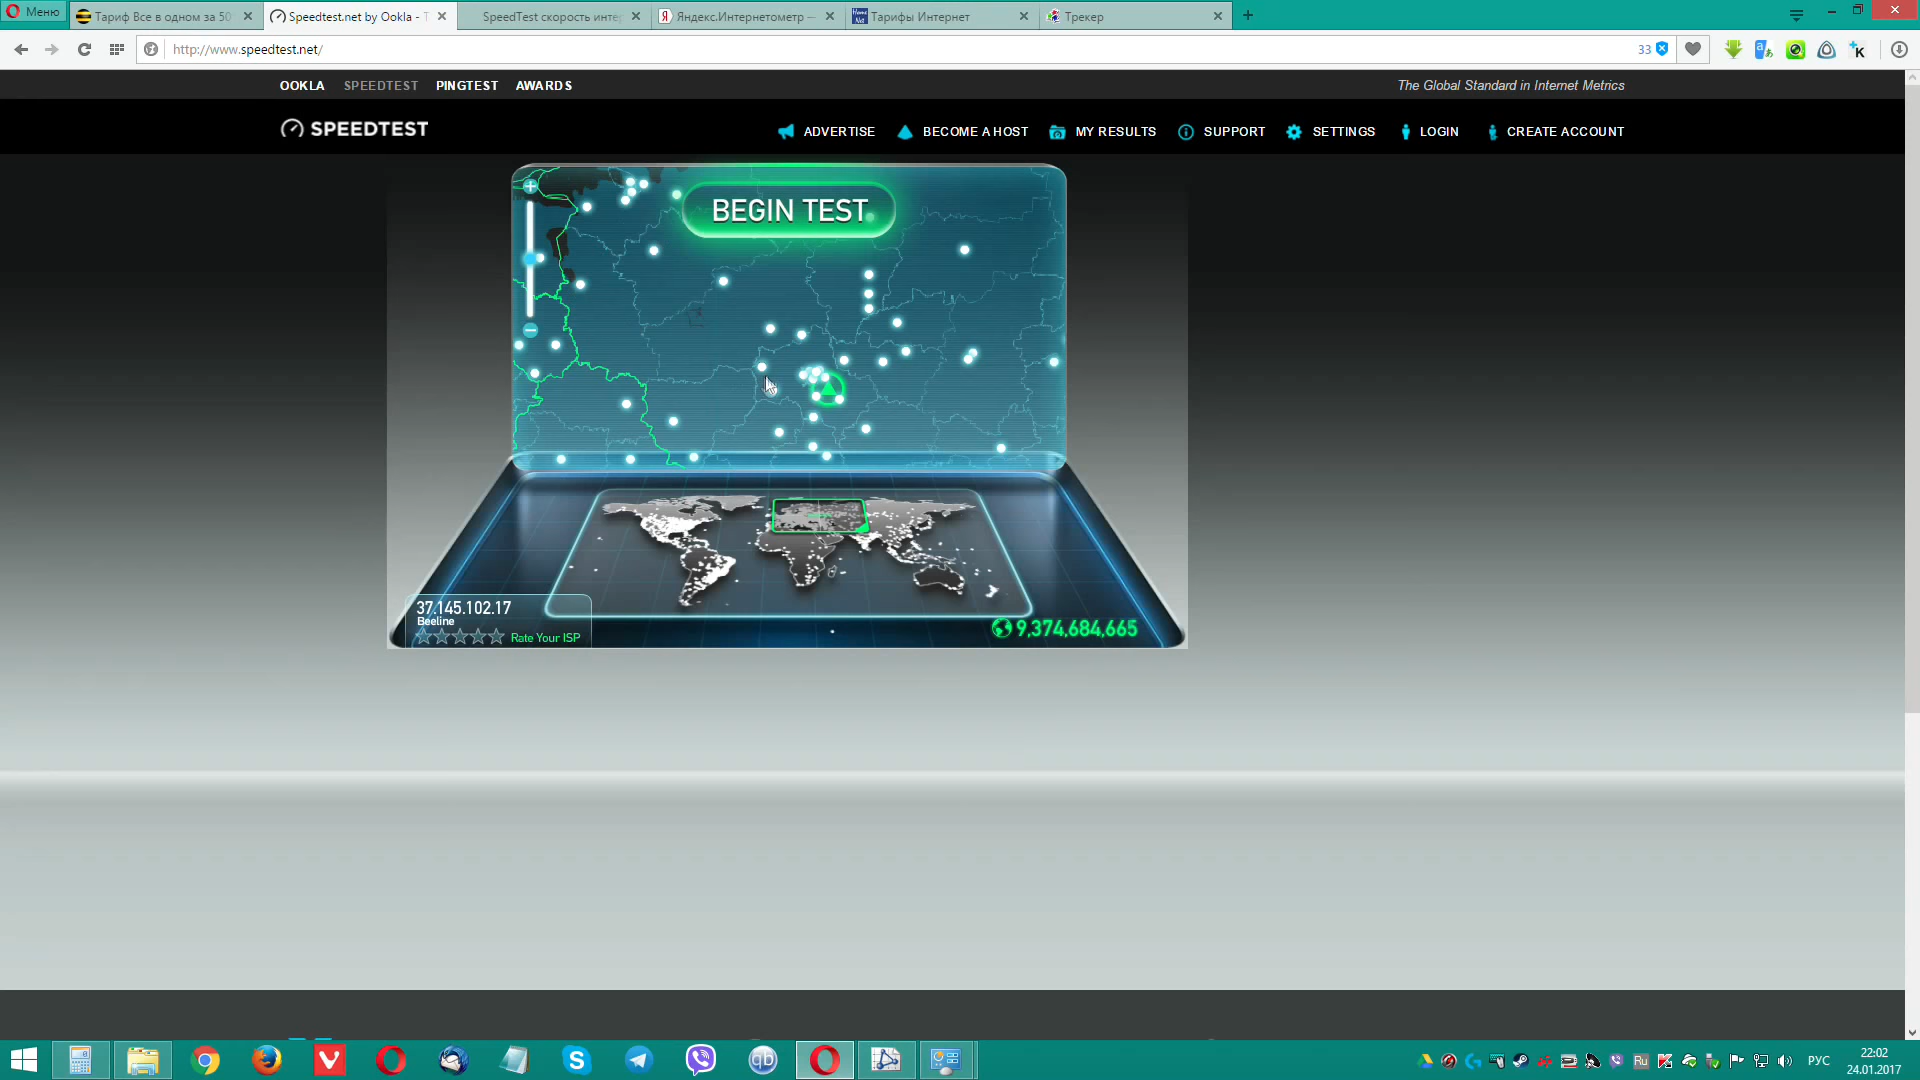 Меню
Тариф Все в одном за 50
Speedtest.net by Ookla - T
SpeedTest скорость инте
Яндекс.Интернетометр —
Тарифы Интернет
Трекер
http://www.speedtest.net/
33
OOKLA SPEEDTEST PINGTEST AWARDS
The Global Standard in Internet Metrics
SPEEDTEST
ADVERTISE BECOME A HOST MY RESULTS SUPPORT SETTINGS LOGIN CREATE ACCOUNT
BEGIN TEST
37.145.102.17
Beeline
Rate Your ISP
9,374,684,665
РУС
22:02
24.01.2017